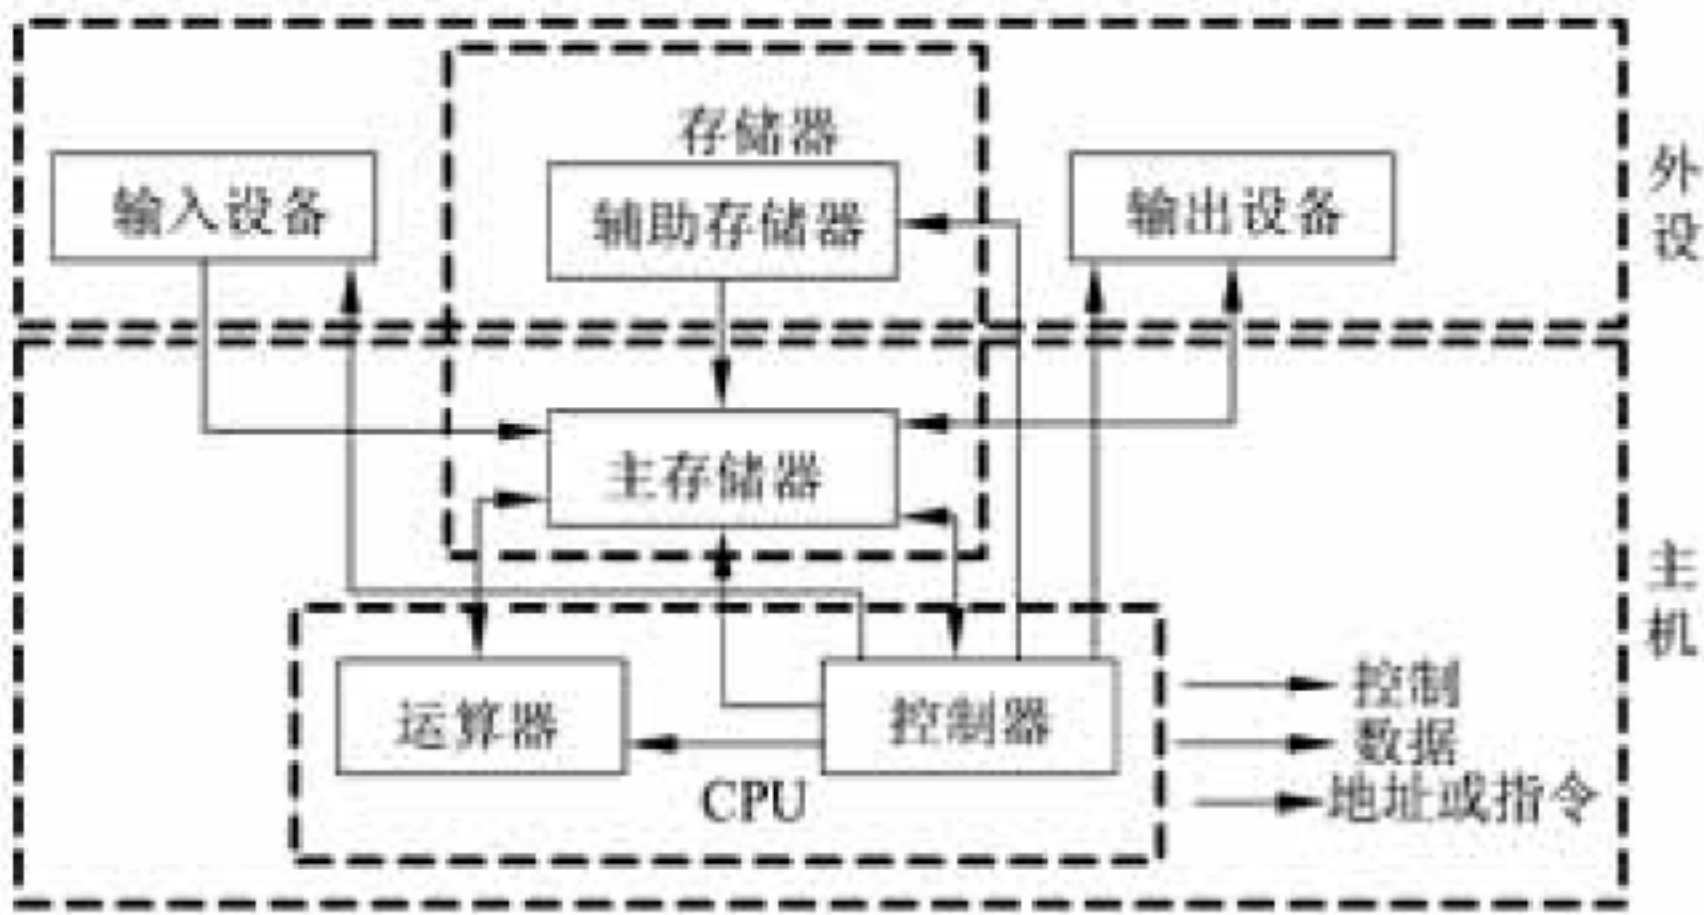 存储器
输入设备
辅助存储器
输出设备
外设
主存储器
主机
运算器
控制器
CPU
控制
数据
地址或指令